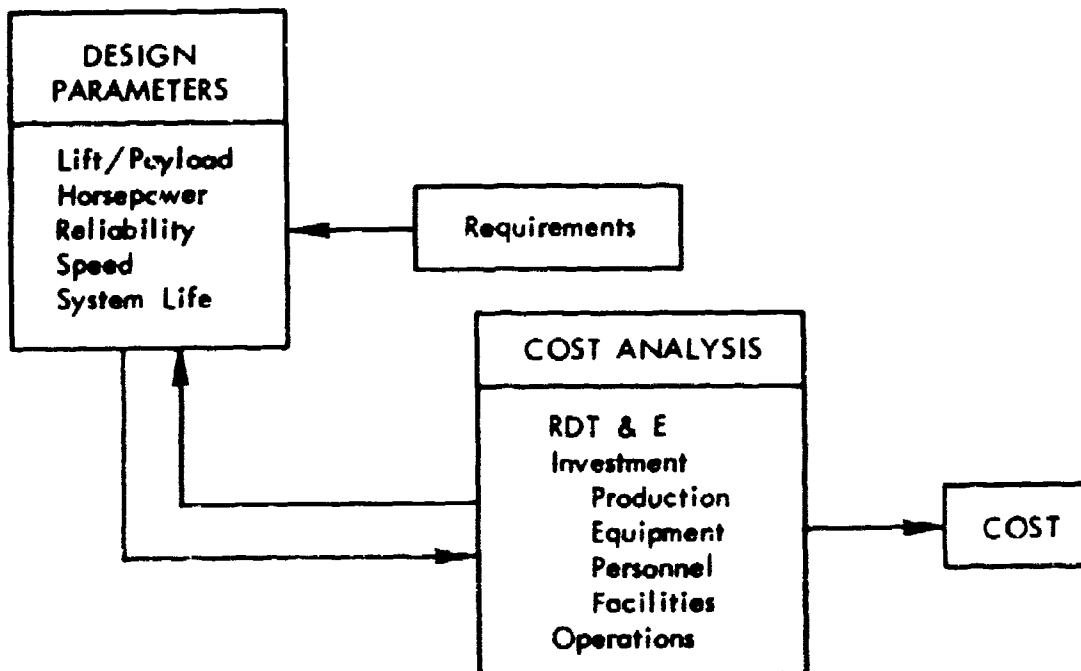 DESIGN
PARAMETERS
Lift/Payload
Horsepower
Reliability
Speed
System Life
Requirements
COST ANALYSIS
RDT & E
Investment
Production
Equipment
Personnel
Facilities
Operations
COST